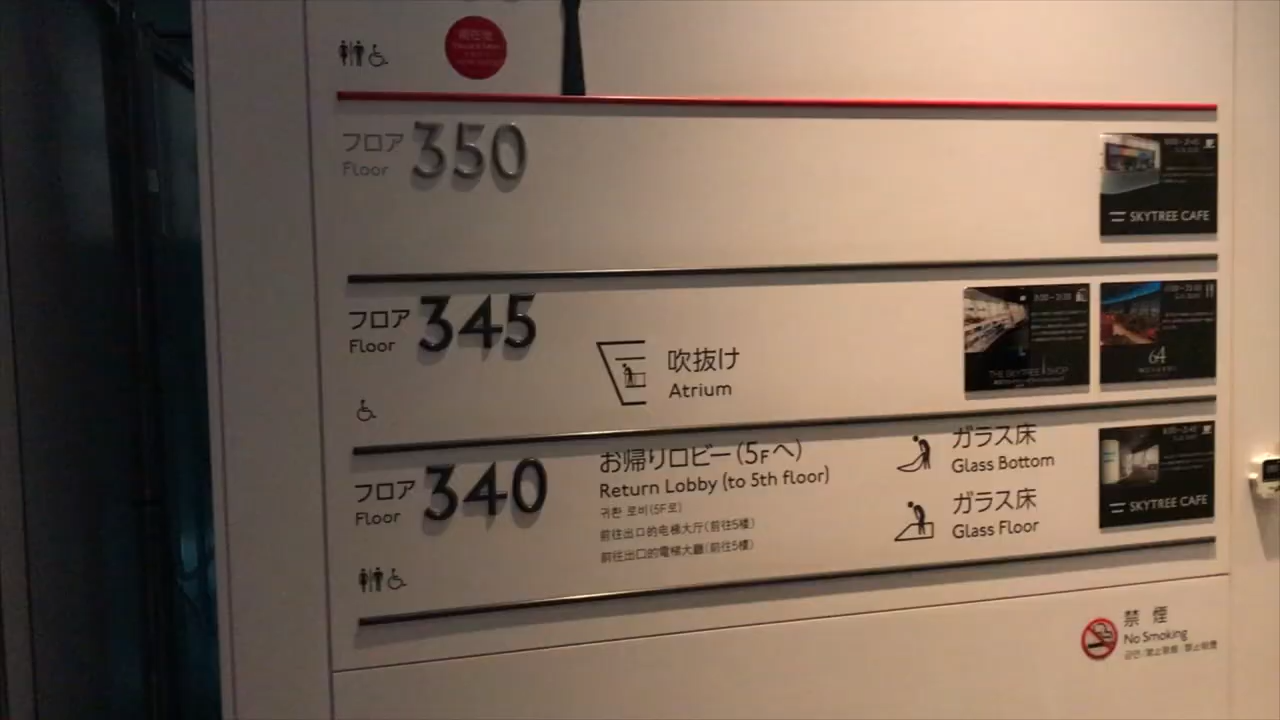 フロア
Floor
350
SKYTREE CAFE
フロア
Floor
345
吹抜け
Atrium
THE SKYTREE SHOP
64
フロア
Floor
340
お帰りロビー(5Fへ)
Return Lobby (to 5th floor)
귀환 로비(5F로)
前往出口的电梯大厅(前往5楼)
前往出口的電梯大廳(前往5樓)
ガラス床
Glass Bottom
ガラス床
Glass Floor
SKYTREE CAFE
禁煙
No Smoking